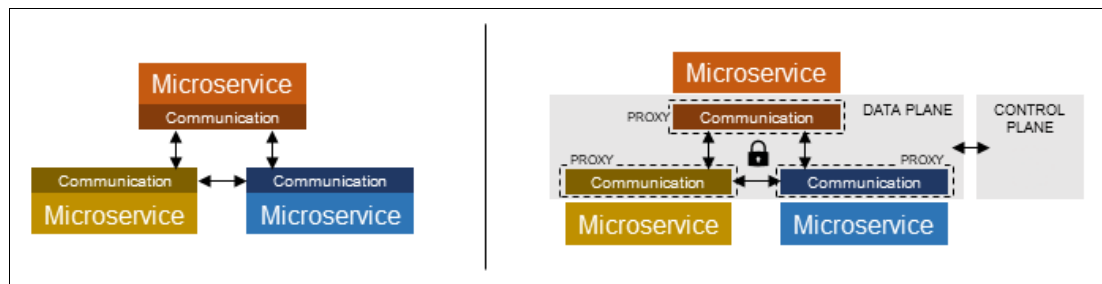 Microservice
Communication
Communication
Microservice
Communication
Microservice
Microservice
PROXY
Communication
DATA PLANE
CONTROL
PLANE
PROXY
Communication
Microservice
PROXY
Communication
Microservice